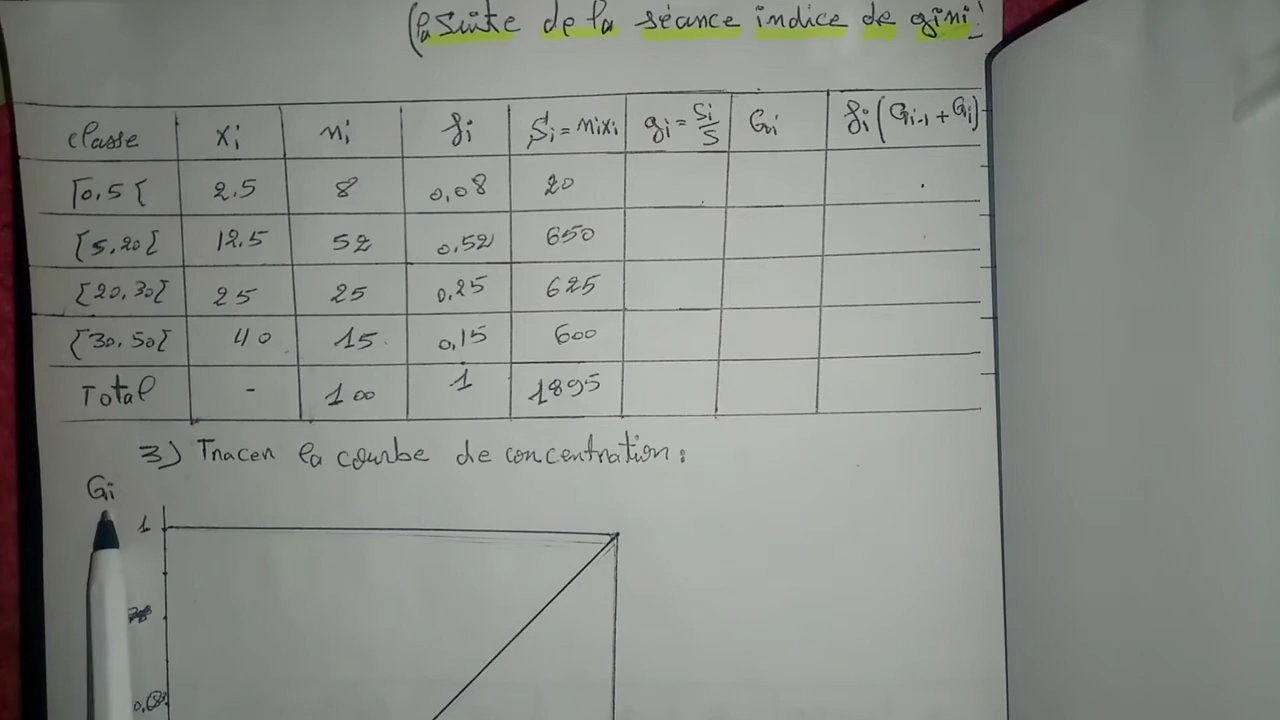 (la suite de la séance indice de gini)
classe xi ni fi Si=nixi gi=Si/S Gi fi(Gi-1+Gi)
[0,5[ 2.5 8 0,08 20
[5,20[ 12.5 52 0,52 650
[20,30[ 25 25 0,25 625
[30,50[ 40 15 0,15 600
Total - 100 1 1895
3) Tracer la courbe de concentration:
Gi
1